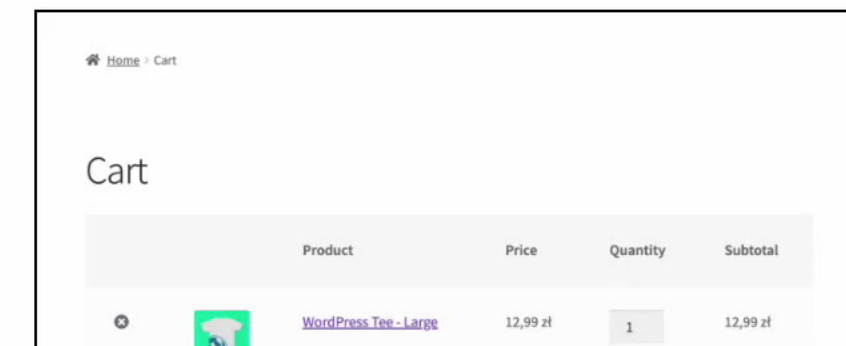 Home > Cart
Cart
Product Price Quantity Subtotal
WordPress Tee - Large 12,99 zł 1 12,99 zł